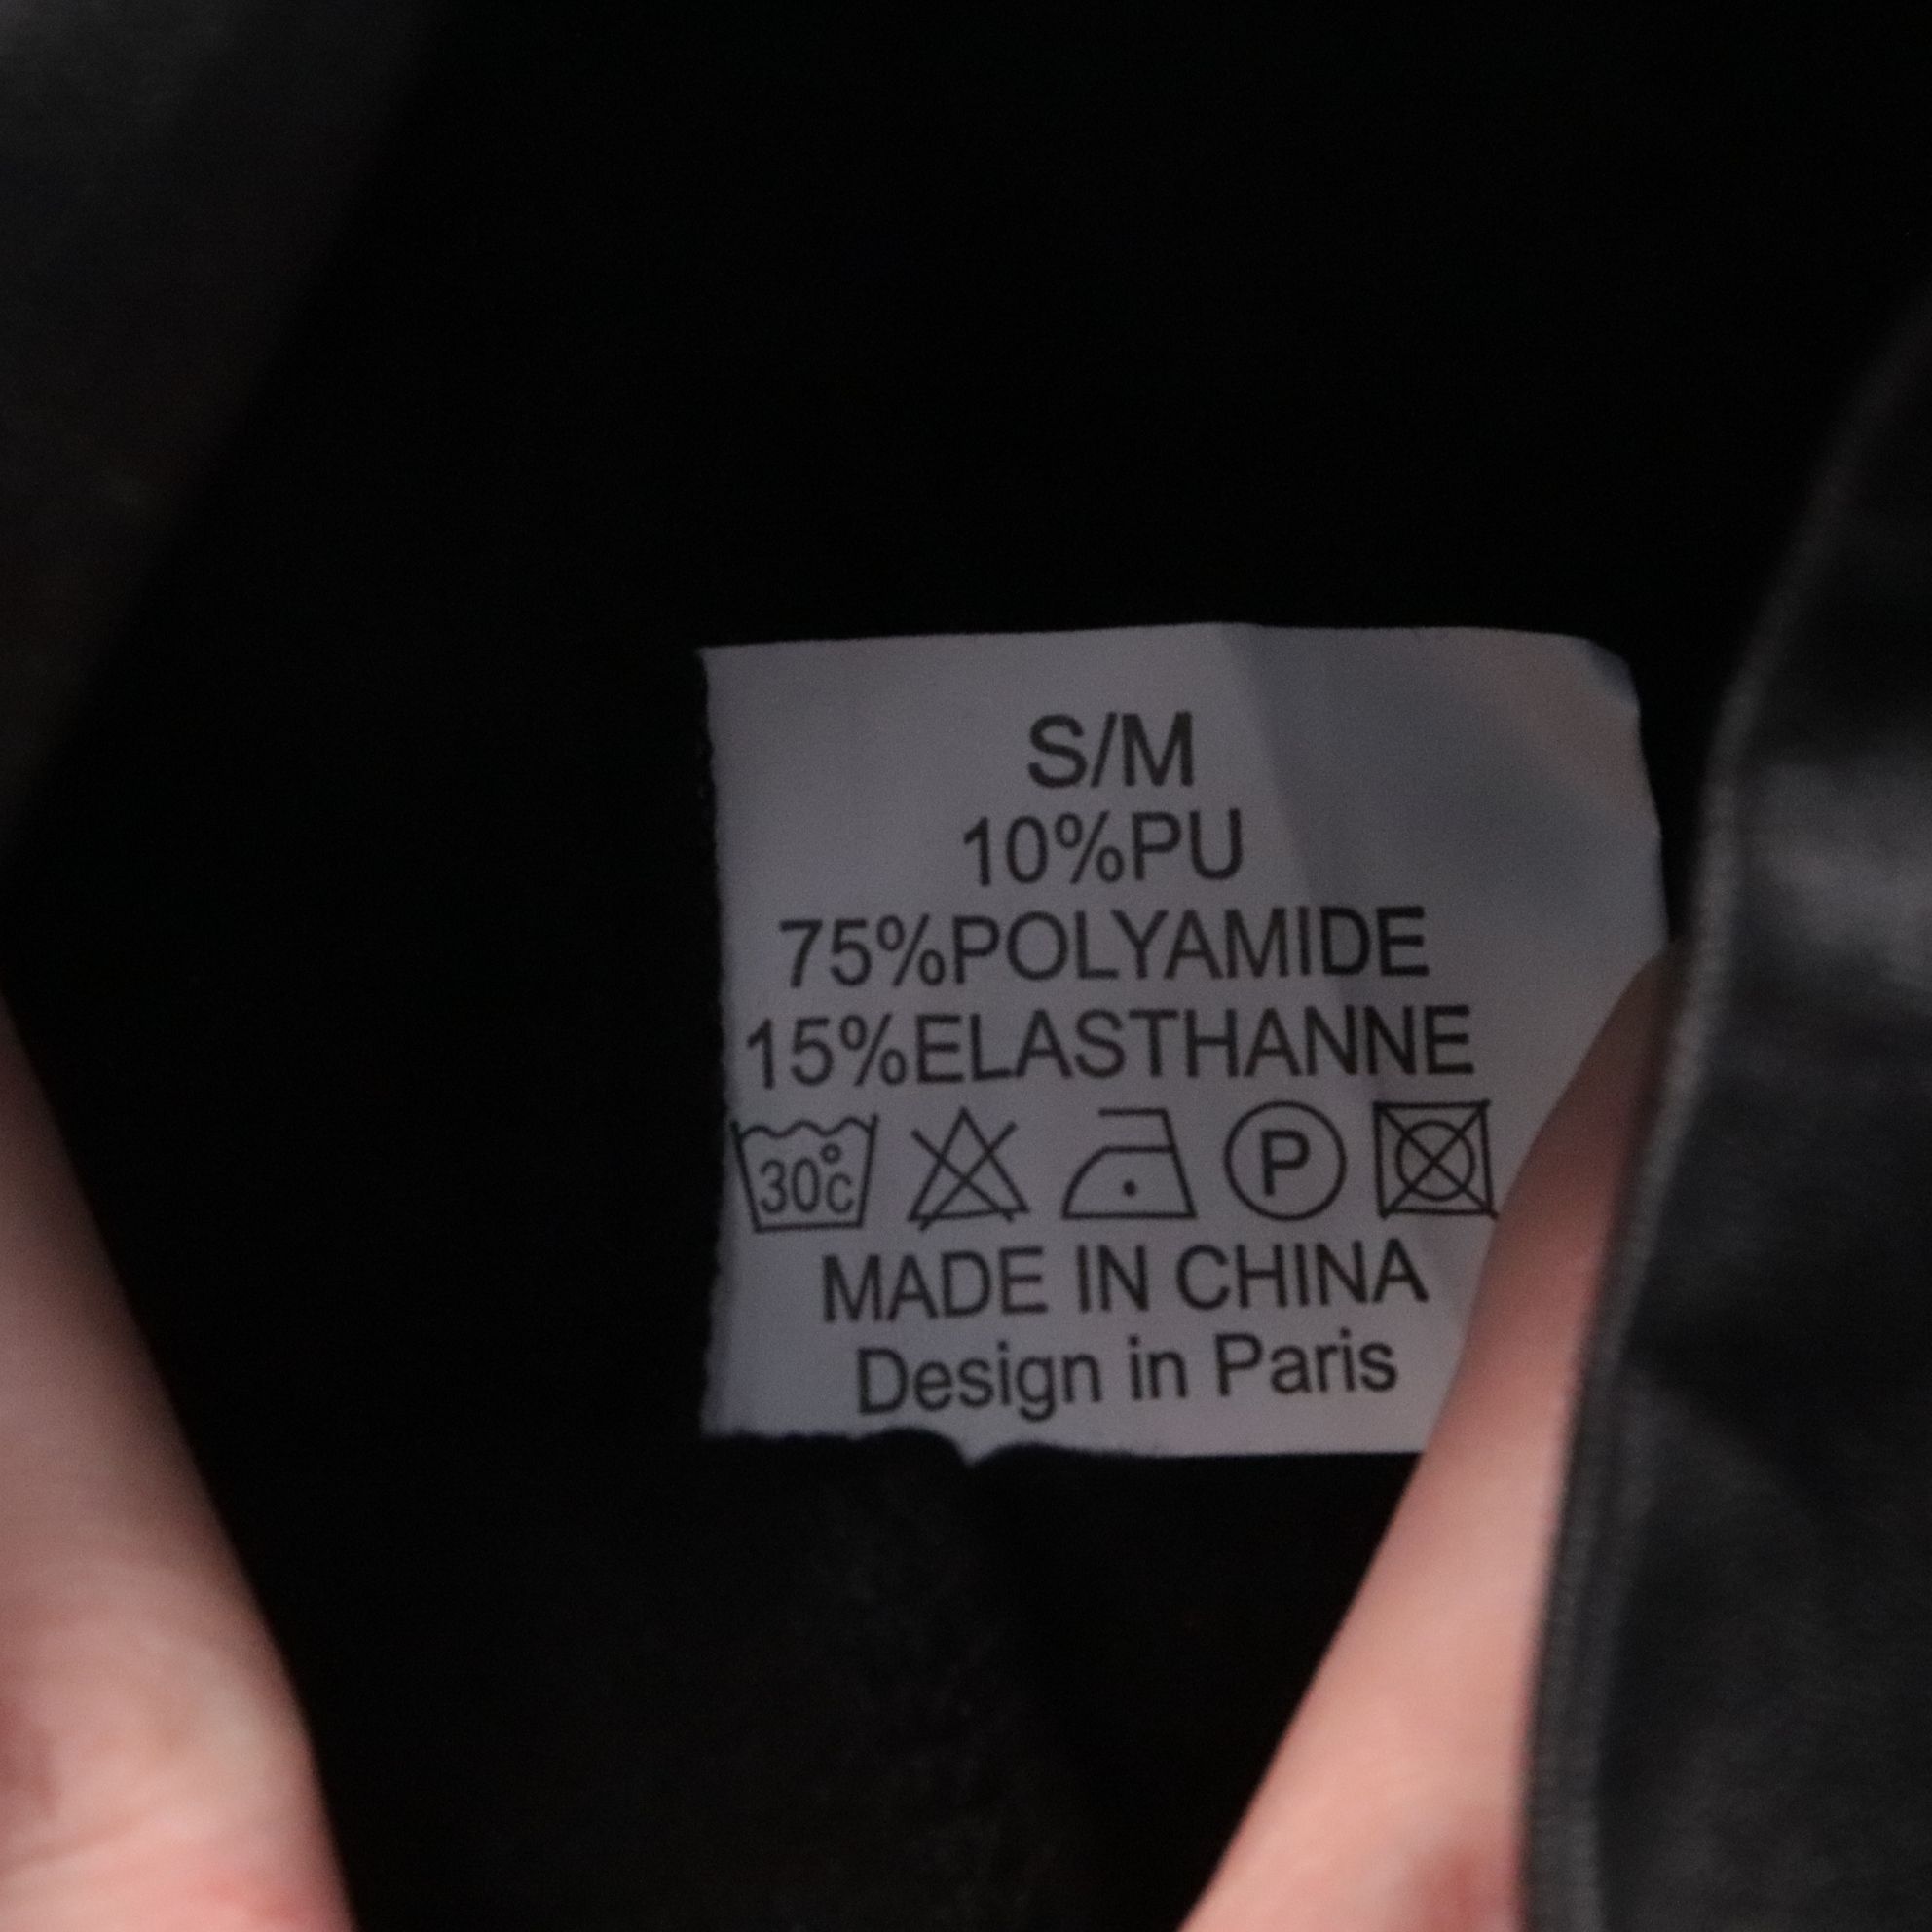 S/M
10%PU
75%POLYAMIDE
15%ELASTHANNE
30°C P
MADE IN CHINA
Design in Paris